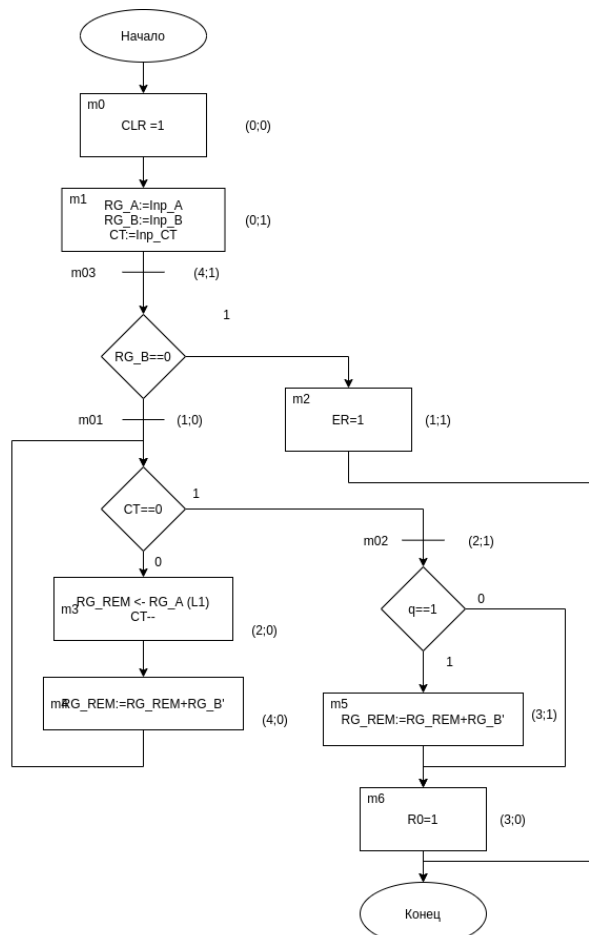 Начало
m0
CLR =1
(0;0)
m1
RG_A:=Inp_A
RG_B:=Inp_B
CT:=Inp_CT
(0;1)
m03
(4;1)
1
RG_B==0
m2
ER=1
(1;1)
m01
(1;0)
CT==0
1
0
m02
(2;1)
m3
RG_REM <- RG_A (L1)
CT--
(2;0)
q==1
0
1
m4
RG_REM:=RG_REM+RG_B'
(4;0)
m5
RG_REM:=RG_REM+RG_B'
(3;1)
m6
R0=1
(3;0)
Конец